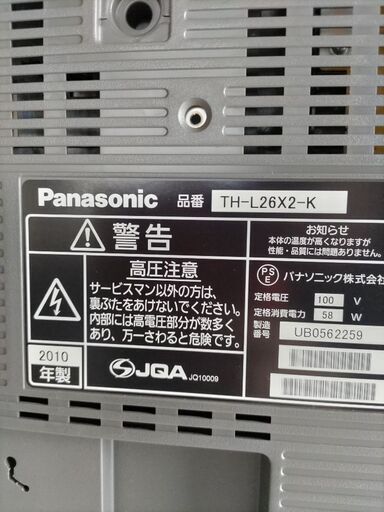 Panasonic 品番 TH-L26X2-K
警告
お知らせ
本体の温度が高くなりますが
性能・品質には問題ありません。
高圧注意
サービスマン以外の方は、
裏ぶたをあけないでください。
内部には高電圧部分が数多く
あり、万一さわると危険です。
PSE パナソニック株式会
定格電圧 100 V
定格消費電力 58 W
製造番号 UB0562259
2010年製
JQA JQ10009